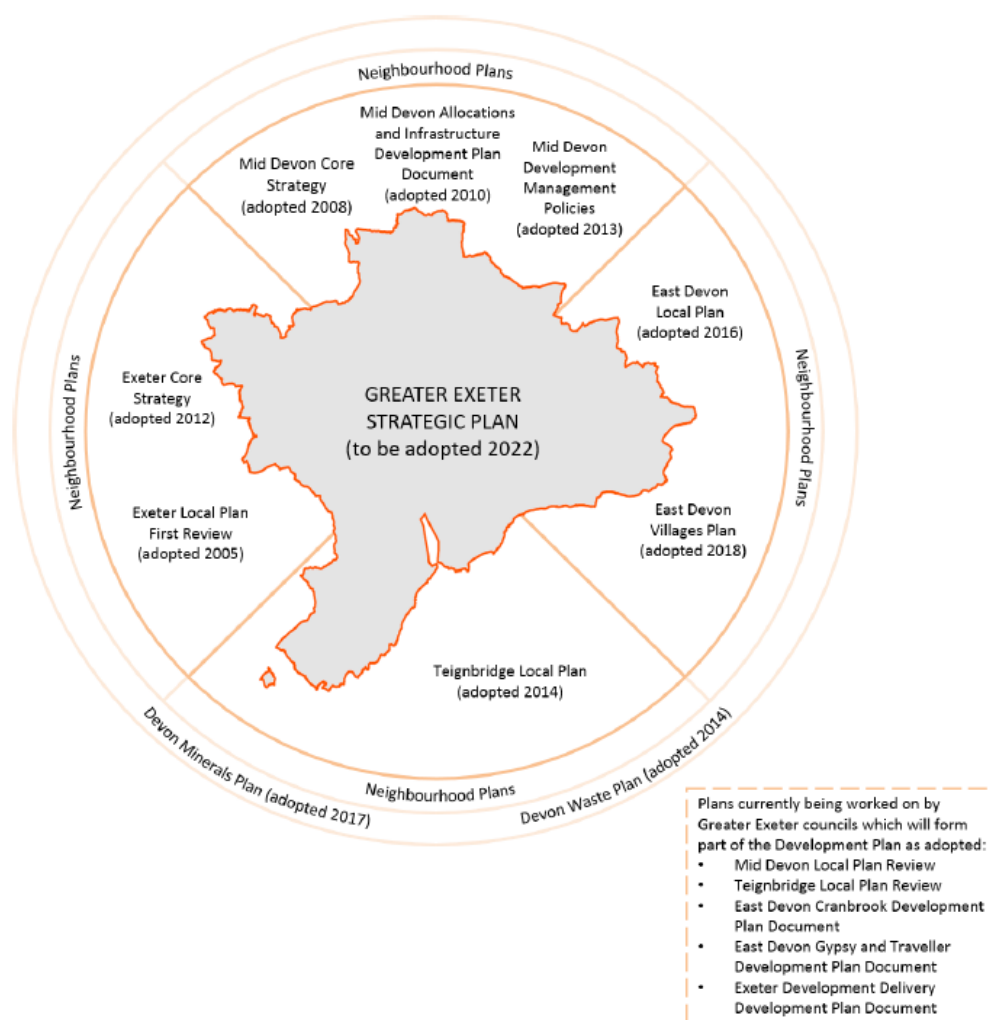 Neighbourhood Plans
Mid Devon Allocations
and Infrastructure
Development Plan
Document
(adopted 2010)
Mid Devon Core
Strategy
(adopted 2008)
Mid Devon
Development
Management
Policies
(adopted 2013)
East Devon
Local Plan
(adopted 2016)
Neighbourhood Plans
Neighbourhood Plans
Exeter Core
Strategy
(adopted 2012)
GREATER EXETER
STRATEGIC PLAN
(to be adopted 2022)
Exeter Local Plan
First Review
(adopted 2005)
East Devon
Villages Plan
(adopted 2018)
Teignbridge Local Plan
(adopted 2014)
Neighbourhood Plans
Devon Minerals Plan (adopted 2017)
Devon Waste Plan (adopted 2014)
Plans currently being worked on by
Greater Exeter councils which will form
part of the Development Plan as adopted:
• Mid Devon Local Plan Review
• Teignbridge Local Plan Review
• East Devon Cranbrook Development
Plan Document
• East Devon Gypsy and Traveller
Development Plan Document
• Exeter Development Delivery
Development Plan Document